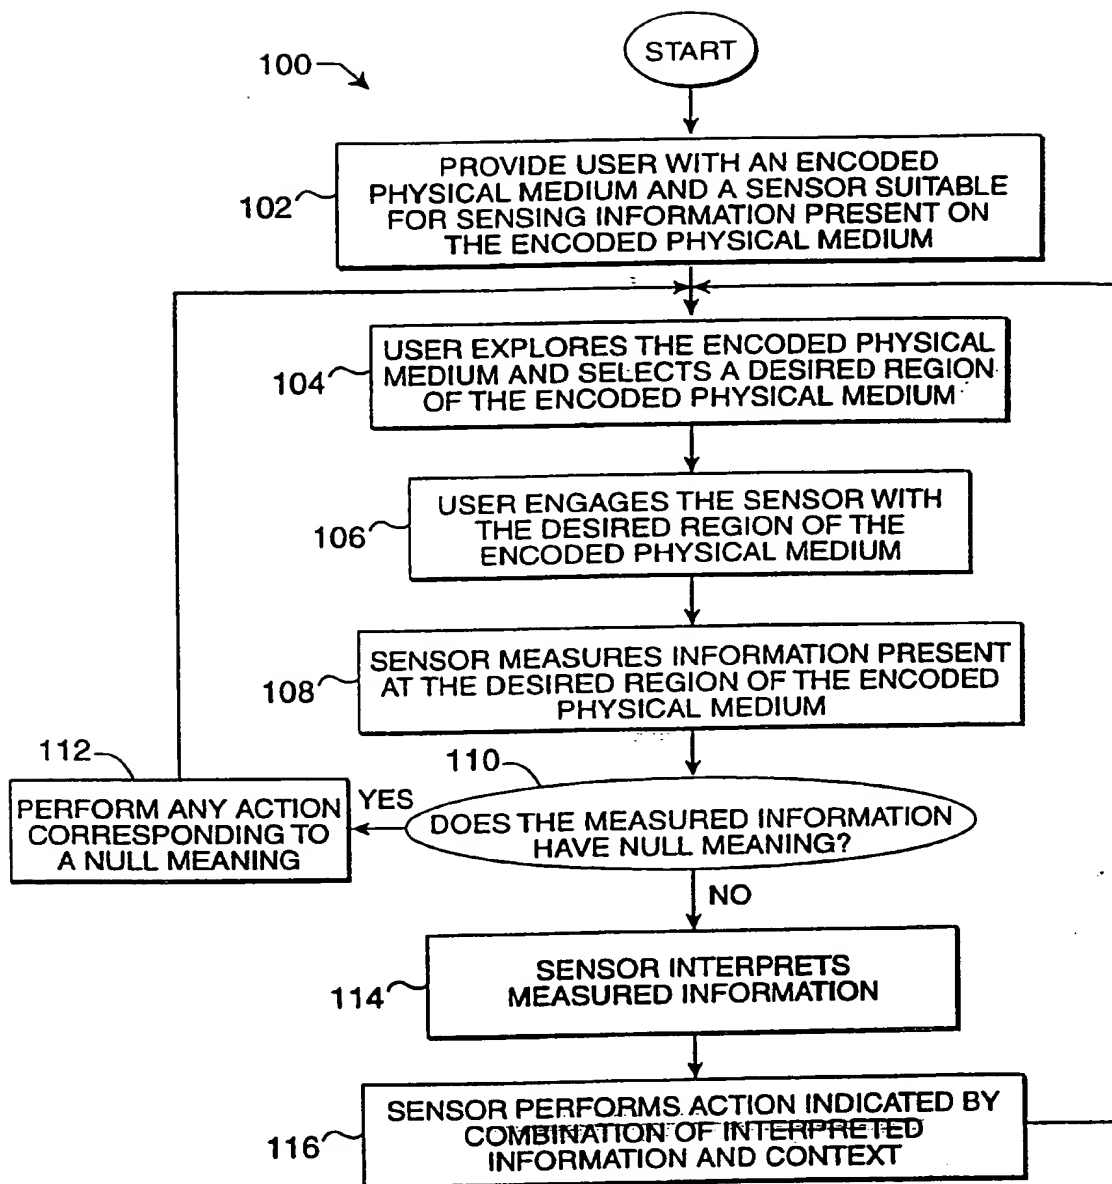 START
100
PROVIDE USER WITH AN ENCODED
PHYSICAL MEDIUM AND A SENSOR SUITABLE
FOR SENSING INFORMATION PRESENT ON
THE ENCODED PHYSICAL MEDIUM
102
USER EXPLORES THE ENCODED PHYSICAL
MEDIUM AND SELECTS A DESIRED REGION
OF THE ENCODED PHYSICAL MEDIUM
104
USER ENGAGES THE SENSOR WITH
THE DESIRED REGION OF THE
ENCODED PHYSICAL MEDIUM
106
SENSOR MEASURES INFORMATION PRESENT
AT THE DESIRED REGION OF THE ENCODED
PHYSICAL MEDIUM
108
110
DOES THE MEASURED INFORMATION
HAVE NULL MEANING?
YES
112
PERFORM ANY ACTION
CORRESPONDING TO
A NULL MEANING
NO
SENSOR INTERPRETS
MEASURED INFORMATION
114
SENSOR PERFORMS ACTION INDICATED BY
COMBINATION OF INTERPRETED
INFORMATION AND CONTEXT
116